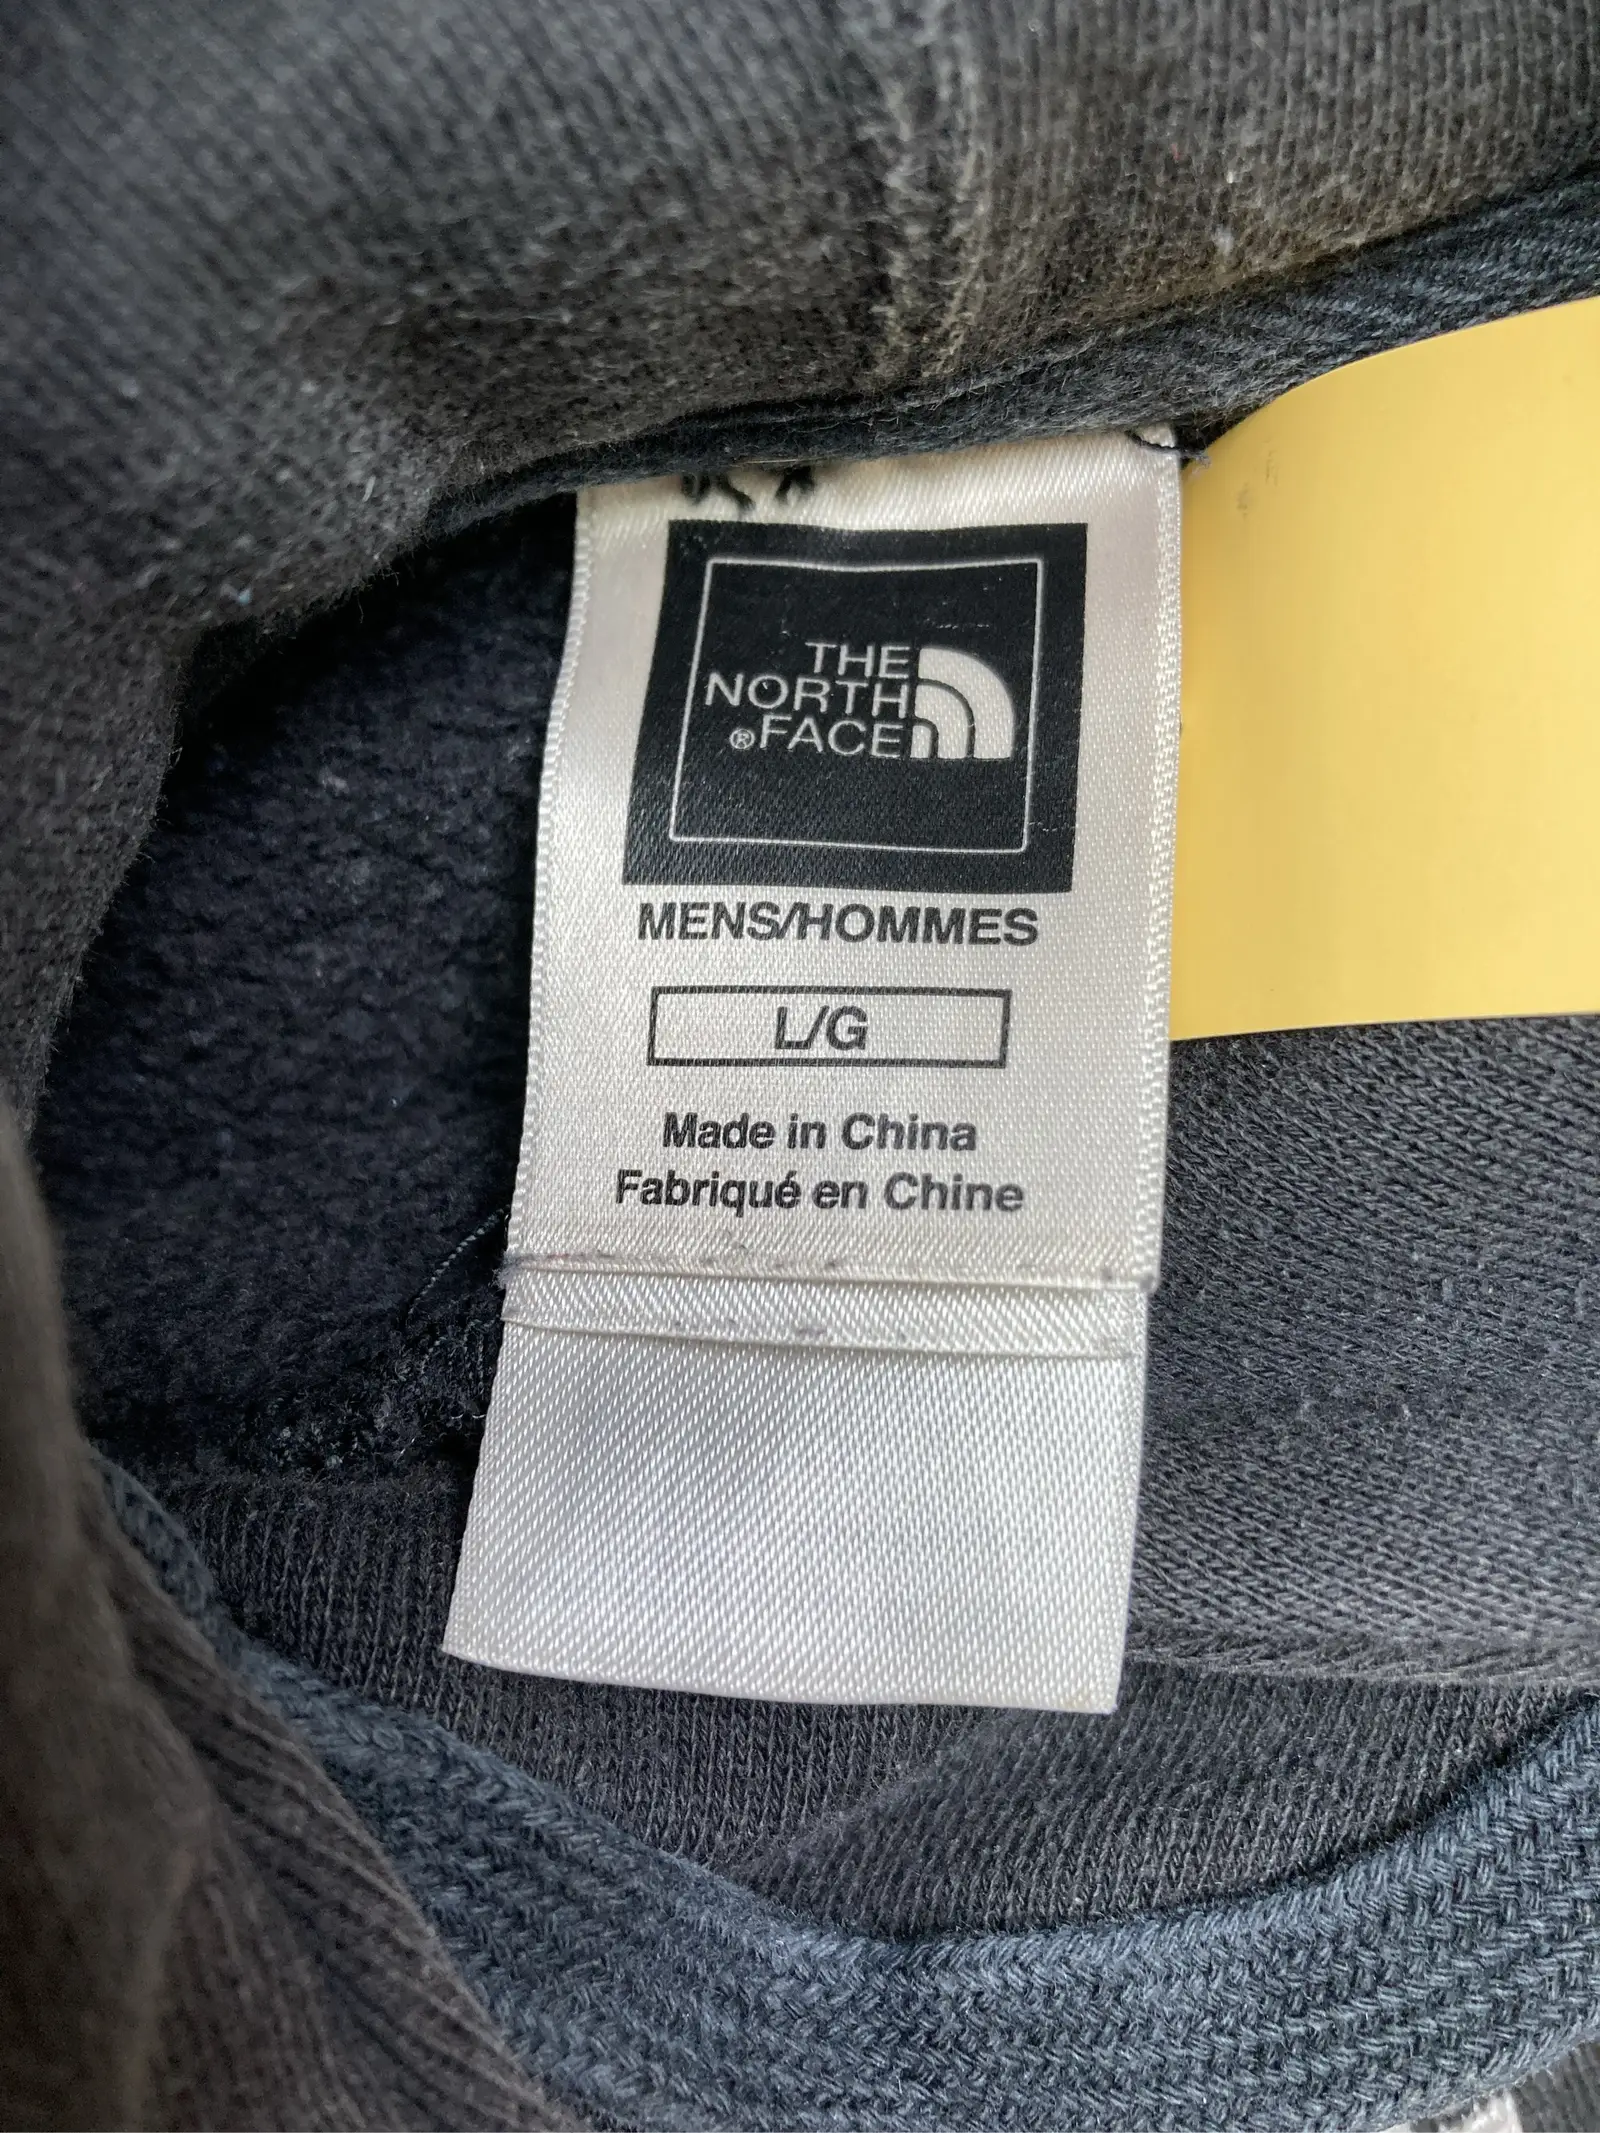 THE
NORTH
®FACE
MENS/HOMMES
L/G
Made in China
Fabriqué en Chine